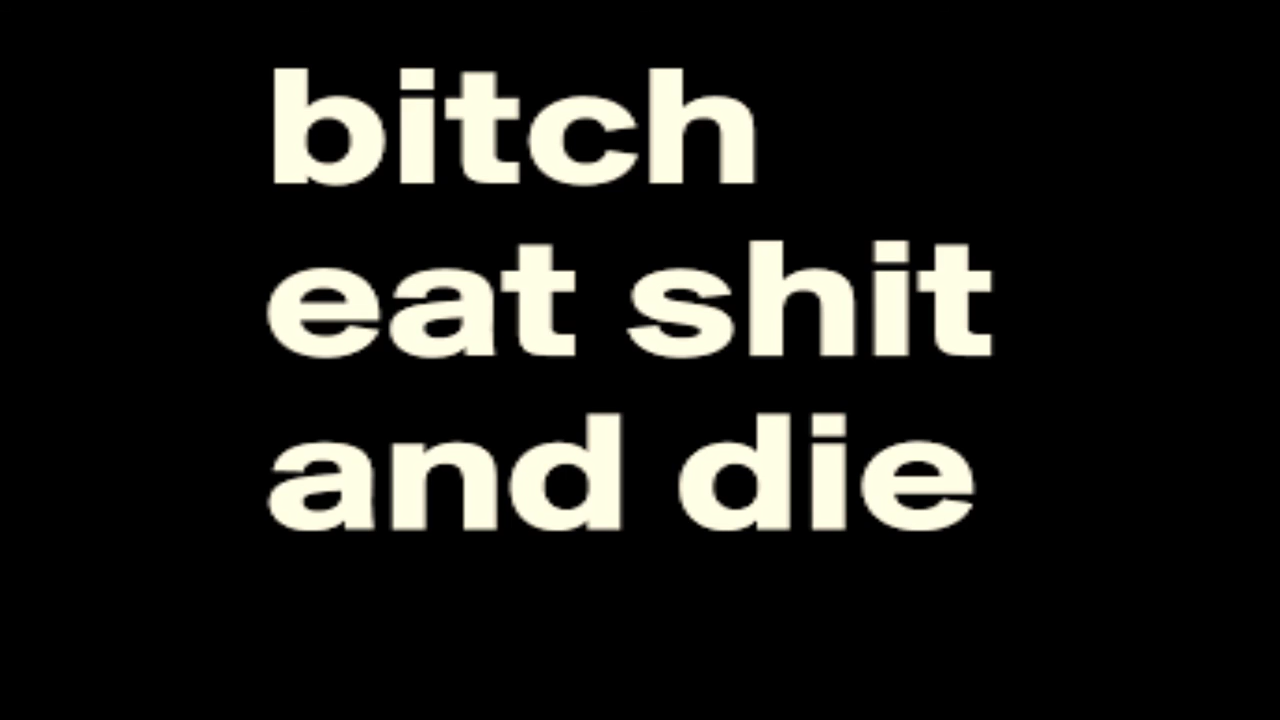 bitch
eat shit
and die